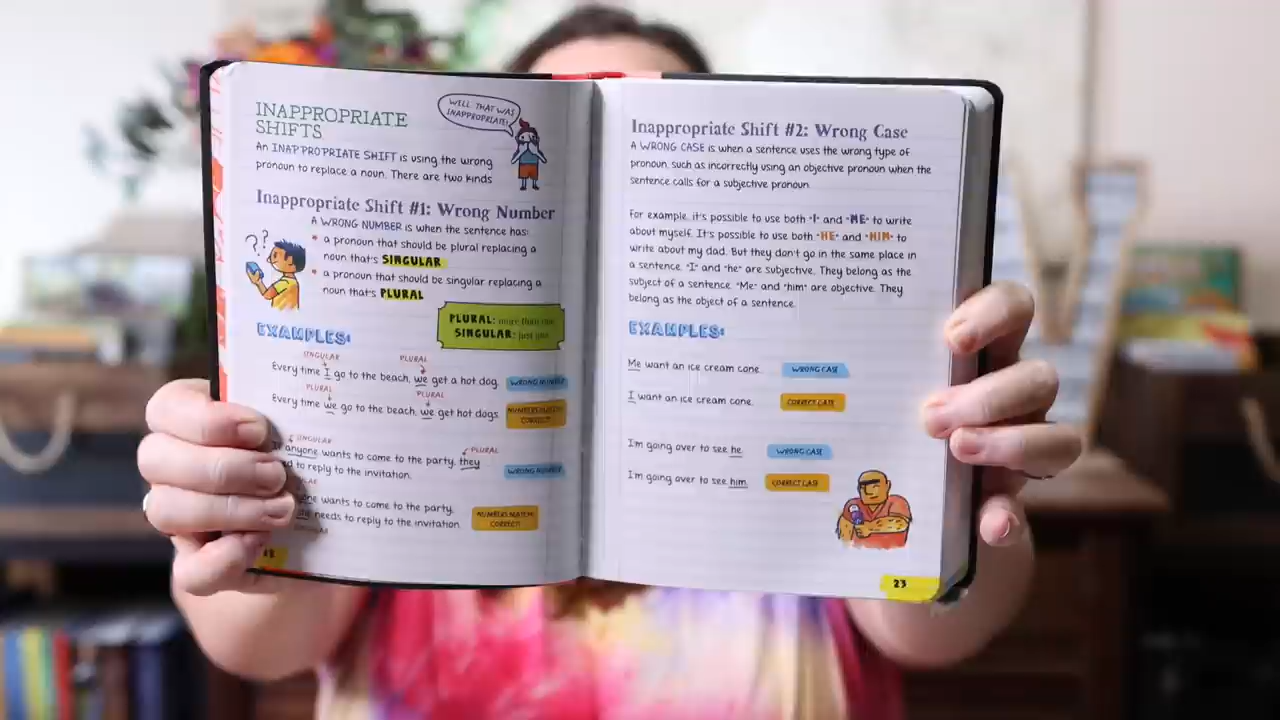 INAPPROPRIATE
SHIFTS
WELL, THAT WAS
INAPPROPRIATE!
An INAPPROPRIATE SHIFT is using the wrong
pronoun to replace a noun. There are two kinds
Inappropriate Shift #1: Wrong Number
A WRONG NUMBER is when the sentence has:
• a pronoun that should be plural replacing a
noun that's SINGULAR
• a pronoun that should be singular replacing a
noun that's PLURAL
??
PLURAL: more than one
SINGULAR: just one
EXAMPLES:
SINGULAR PLURAL
Every time I go to the beach, we get a hot dog. WRONG NUMBER
PLURAL PLURAL
Every time we go to the beach, we get hot dogs. NUMBERS MATCH: CORRECT!
SINGULAR PLURAL
anyone wants to come to the party, they
to reply to the invitation. WRONG NUMBER
wants to come to the party,
needs to reply to the invitation. NUMBERS MATCH:
CORRECT!
Inappropriate Shift #2: Wrong Case
A WRONG CASE is when a sentence uses the wrong type of
pronoun, such as incorrectly using an objective pronoun when the
sentence calls for a subjective pronoun.
For example, it's possible to use both "I" and "ME" to write
about myself. It's possible to use both "HE" and "HIM" to
write about my dad. But they don't go in the same place in
a sentence. "I" and "he" are subjective. They belong as the
subject of a sentence. "Me" and "him" are objective. They
belong as the object of a sentence.
EXAMPLES:
Me want an ice cream cone. WRONG CASE
I want an ice cream cone. CORRECT CASE
I'm going over to see he. WRONG CASE
I'm going over to see him. CORRECT CASE
23